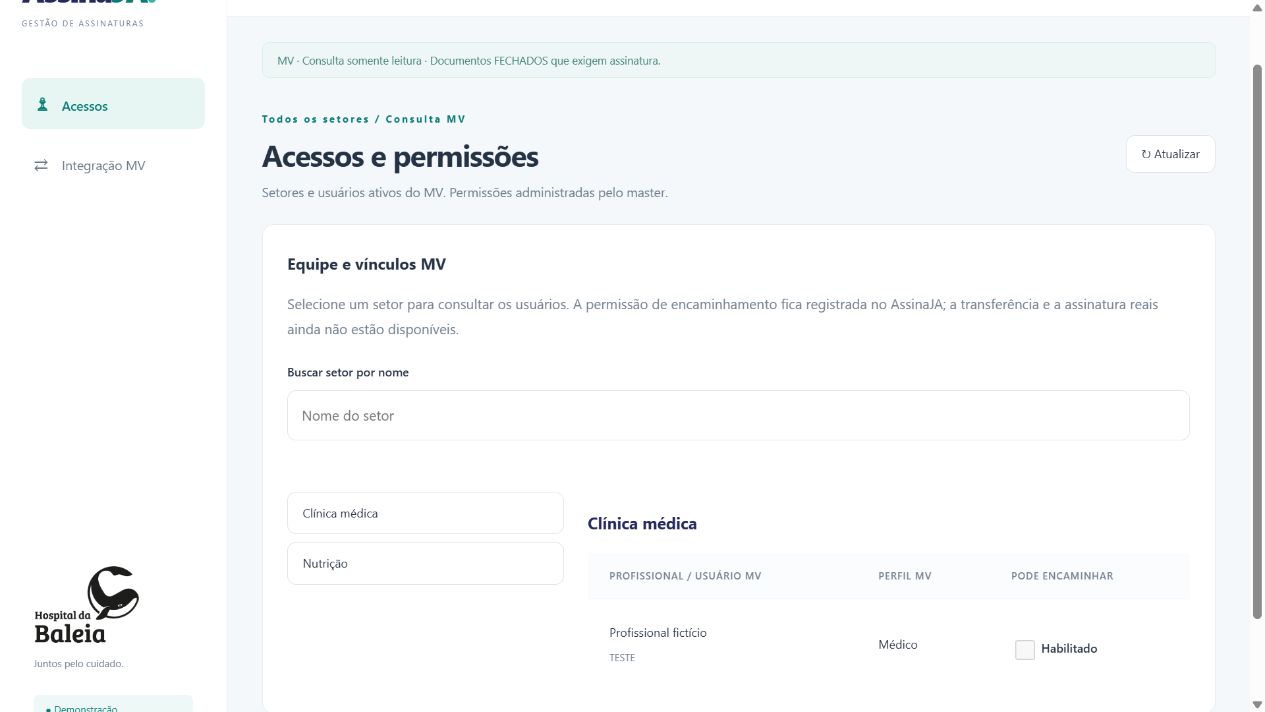 GESTÃO DE ASSINATURAS
Acessos
Integração MV
Hospital da
Baleia
Juntos pelo cuidado.
• Demonstração
MV · Consulta somente leitura · Documentos FECHADOS que exigem assinatura.
Todos os setores / Consulta MV
Acessos e permissões
↻ Atualizar
Setores e usuários ativos do MV. Permissões administradas pelo master.
Equipe e vínculos MV
Selecione um setor para consultar os usuários. A permissão de encaminhamento fica registrada no AssinaJA; a transferência e a assinatura reais
ainda não estão disponíveis.
Buscar setor por nome
Nome do setor
Clínica médica
Nutrição
Clínica médica
PROFISSIONAL / USUÁRIO MV PERFIL MV PODE ENCAMINHAR
Profissional fictício
TESTE
Médico
Habilitado